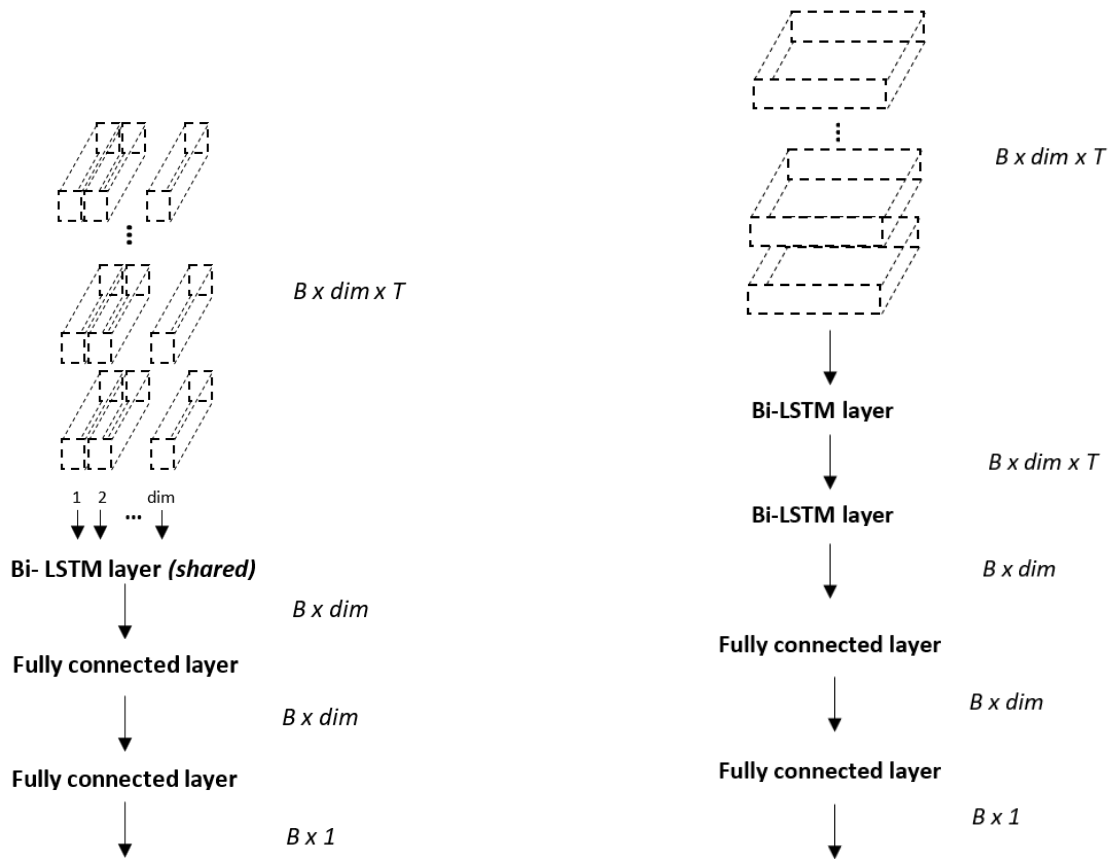 B x dim x T
1 2 ... dim
Bi- LSTM layer (shared)
B x dim
Fully connected layer
B x dim
Fully connected layer
B x 1
B x dim x T
Bi-LSTM layer
B x dim x T
Bi-LSTM layer
B x dim
Fully connected layer
B x dim
Fully connected layer
B x 1